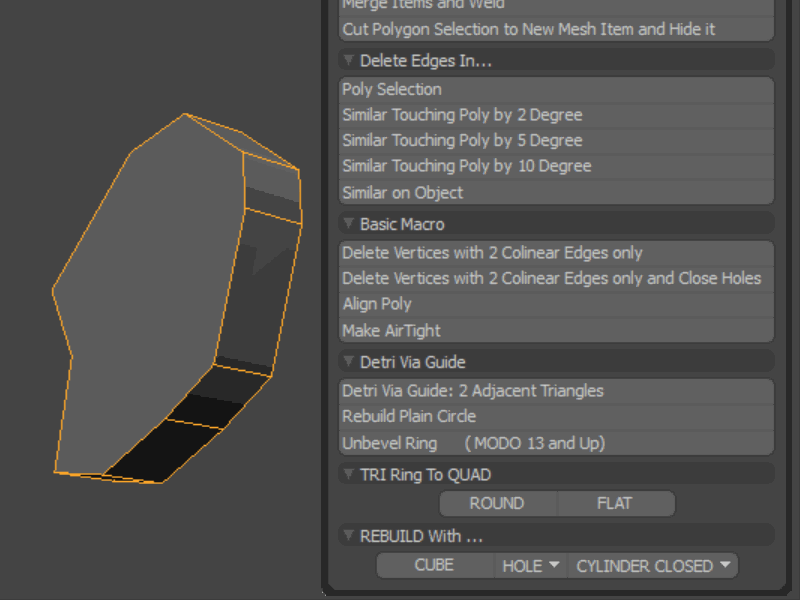 Merge Items and Weld
Cut Polygon Selection to New Mesh Item and Hide it
Delete Edges In...
Poly Selection
Similar Touching Poly by 2 Degree
Similar Touching Poly by 5 Degree
Similar Touching Poly by 10 Degree
Similar on Object
Basic Macro
Delete Vertices with 2 Colinear Edges only
Delete Vertices with 2 Colinear Edges only and Close Holes
Align Poly
Make AirTight
Detri Via Guide
Detri Via Guide: 2 Adjacent Triangles
Rebuild Plain Circle
Unbevel Ring (MODO 13 and Up)
TRI Ring To QUAD
ROUND FLAT
REBUILD With ...
CUBE HOLE CYLINDER CLOSED